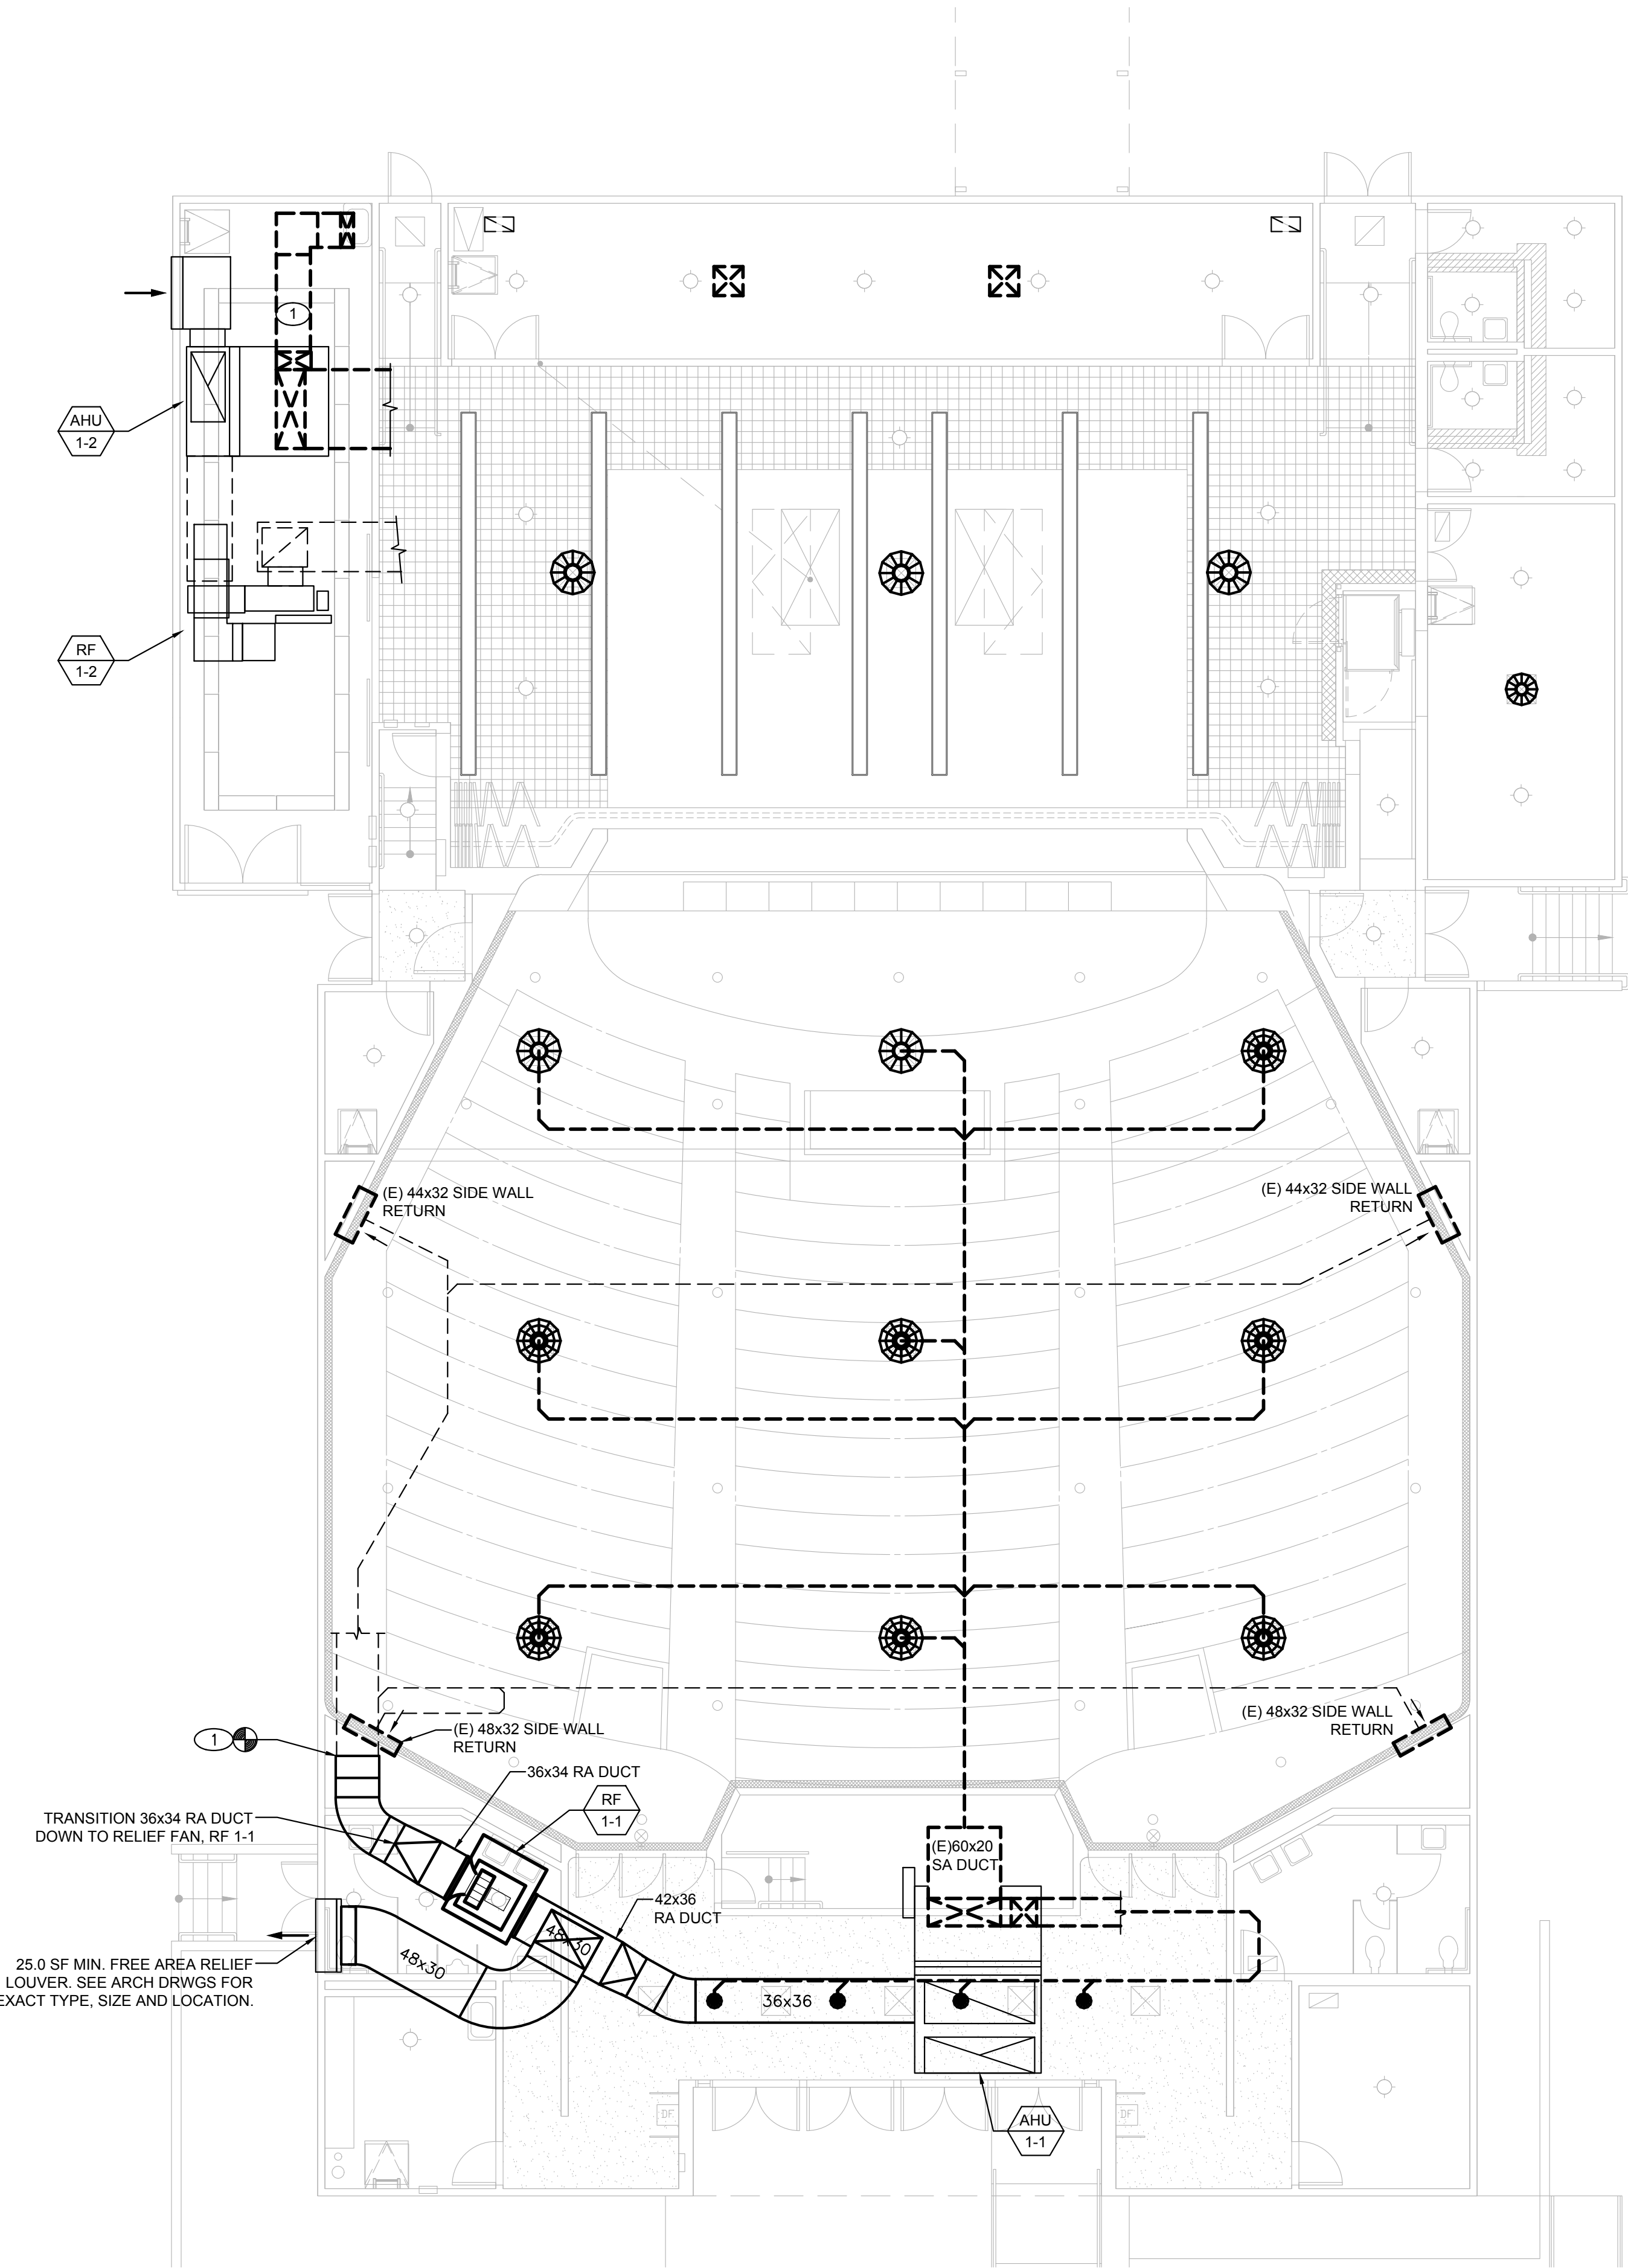 1
AHU
1-2
RF
1-2
(E) 44x32 SIDE WALL
RETURN
(E) 44x32 SIDE WALL
RETURN
(E) 48x32 SIDE WALL
RETURN
(E) 48x32 SIDE WALL
RETURN
1
36x34 RA DUCT
RF
1-1
TRANSITION 36x34 RA DUCT
DOWN TO RELIEF FAN, RF 1-1
(E)60x20
SA DUCT
42x36
RA DUCT
48x30
48x30
25.0 SF MIN. FREE AREA RELIEF
LOUVER. SEE ARCH DRWGS FOR
EXACT TYPE, SIZE AND LOCATION.
36x36
DF
DF
AHU
1-1